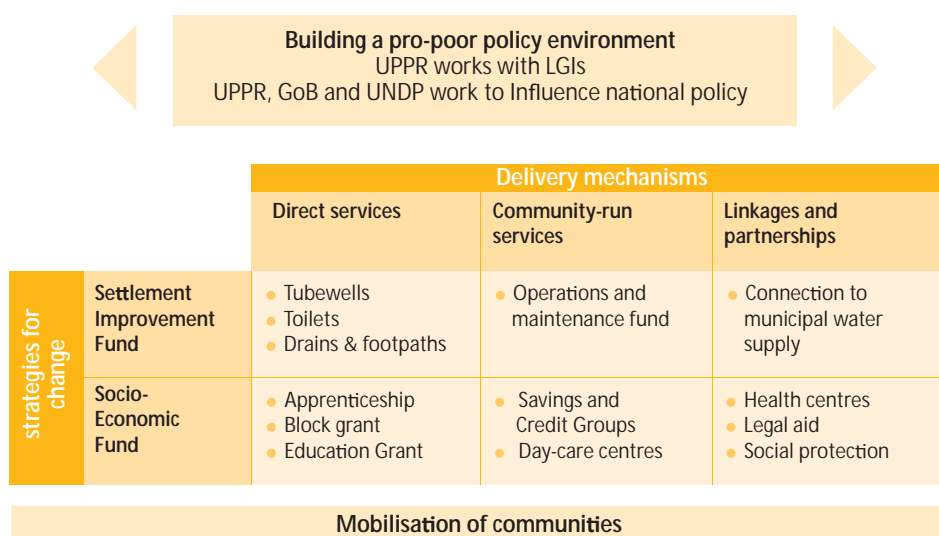 Building a pro-poor policy environment
UPPR works with LGIs
UPPR, GoB and UNDP work to Influence national policy
Delivery mechanisms
Direct services
Community-run
services
Linkages and
partnerships
strategies for
change
Settlement
Improvement
Fund
• Tubewells
• Toilets
• Drains & footpaths
• Operations and
maintenance fund
• Connection to
municipal water
supply
Socio-
Economic
Fund
• Apprenticeship
• Block grant
• Education Grant
• Savings and
Credit Groups
• Day-care centres
• Health centres
• Legal aid
• Social protection
Mobilisation of communities